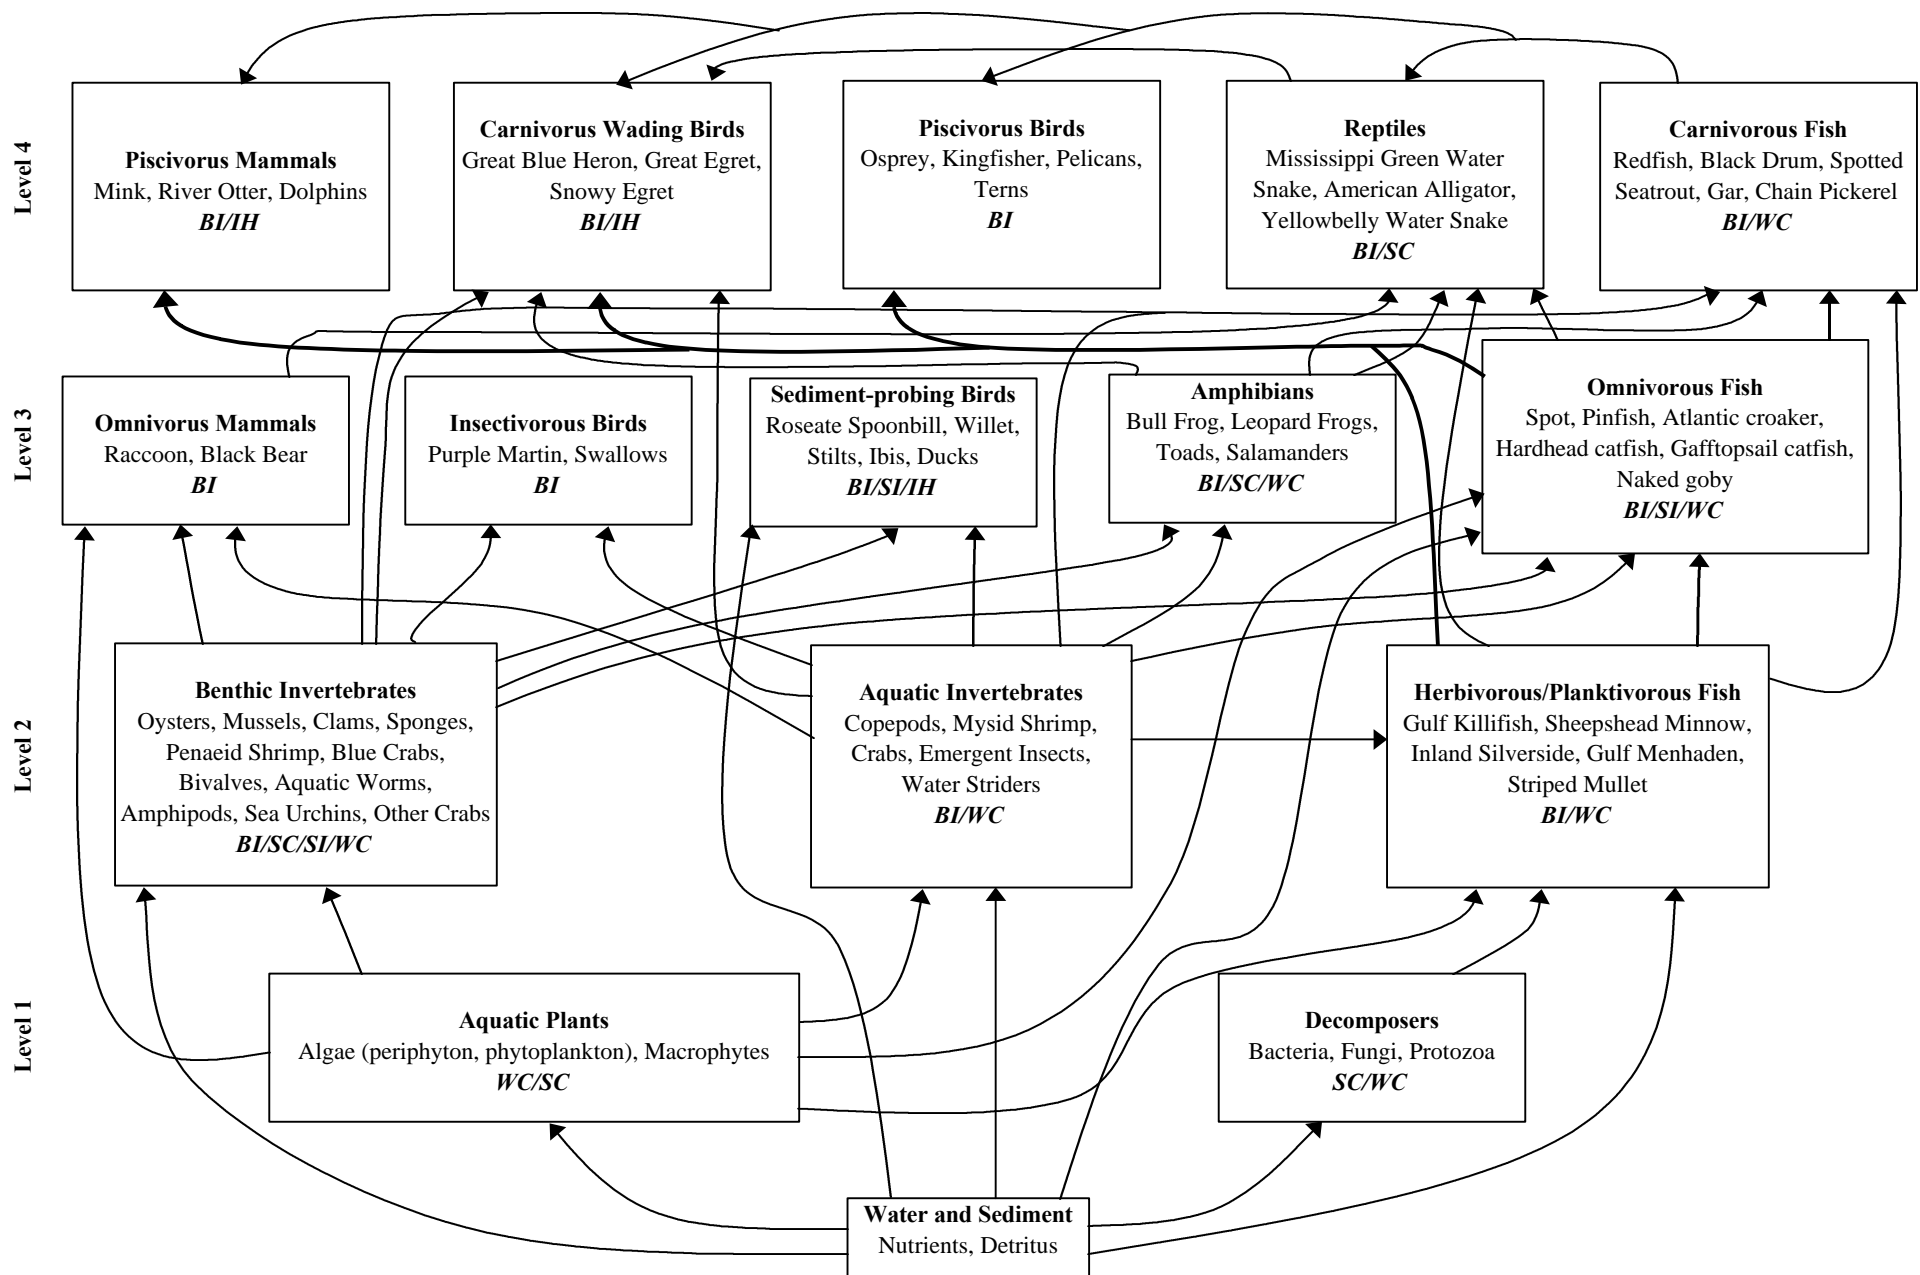 Level 4
Piscivorus Mammals
Mink, River Otter, Dolphins
BI/IH
Carnivorus Wading Birds
Great Blue Heron, Great Egret,
Snowy Egret
BI/IH
Piscivorus Birds
Osprey, Kingfisher, Pelicans,
Terns
BI
Reptiles
Mississippi Green Water
Snake, American Alligator,
Yellowbelly Water Snake
BI/SC
Carnivorous Fish
Redfish, Black Drum, Spotted
Seatrout, Gar, Chain Pickerel
BI/WC
Level 3
Omnivorus Mammals
Raccoon, Black Bear
BI
Insectivorous Birds
Purple Martin, Swallows
BI
Sediment-probing Birds
Roseate Spoonbill, Willet,
Stilts, Ibis, Ducks
BI/SI/IH
Amphibians
Bull Frog, Leopard Frogs,
Toads, Salamanders
BI/SC/WC
Omnivorous Fish
Spot, Pinfish, Atlantic croaker,
Hardhead catfish, Gafftopsail catfish,
Naked goby
BI/SI/WC
Level 2
Benthic Invertebrates
Oysters, Mussels, Clams, Sponges,
Penaeid Shrimp, Blue Crabs,
Bivalves, Aquatic Worms,
Amphipods, Sea Urchins, Other Crabs
BI/SC/SI/WC
Aquatic Invertebrates
Copepods, Mysid Shrimp,
Crabs, Emergent Insects,
Water Striders
BI/WC
Herbivorous/Planktivorous Fish
Gulf Killifish, Sheepshead Minnow,
Inland Silverside, Gulf Menhaden,
Striped Mullet
BI/WC
Level 1
Aquatic Plants
Algae (periphyton, phytoplankton), Macrophytes
WC/SC
Decomposers
Bacteria, Fungi, Protozoa
SC/WC
Water and Sediment
Nutrients, Detritus